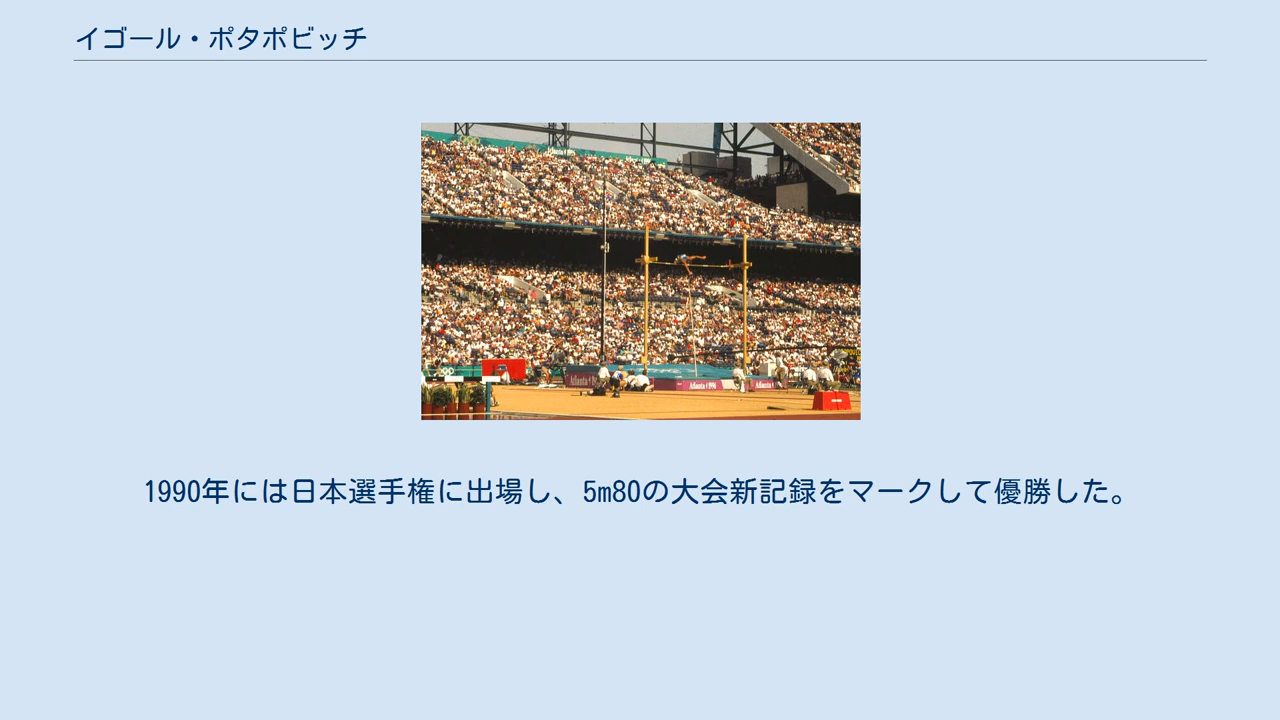 イゴール・ポタポビッチ
Atlanta 1996
1990年には日本選手権に出場し、5m80の大会新記録をマークして優勝した。